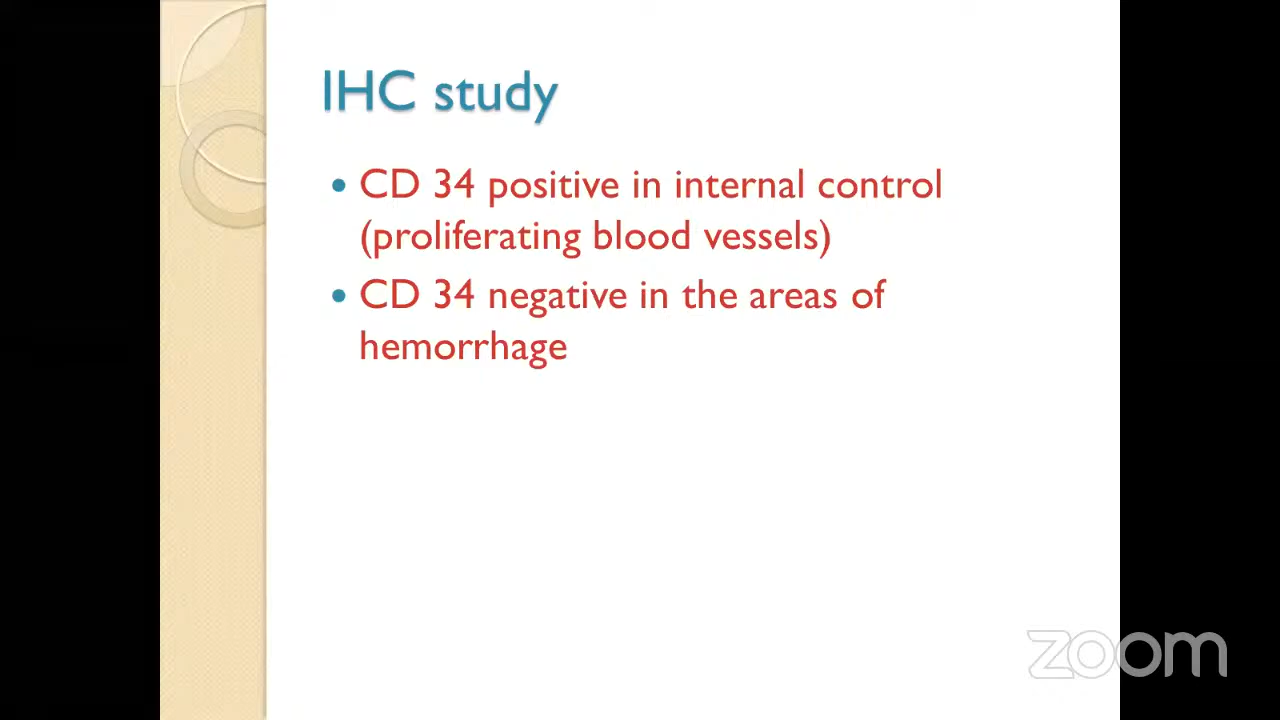 IHC study
• CD 34 positive in internal control
(proliferating blood vessels)
• CD 34 negative in the areas of
hemorrhage
zoom